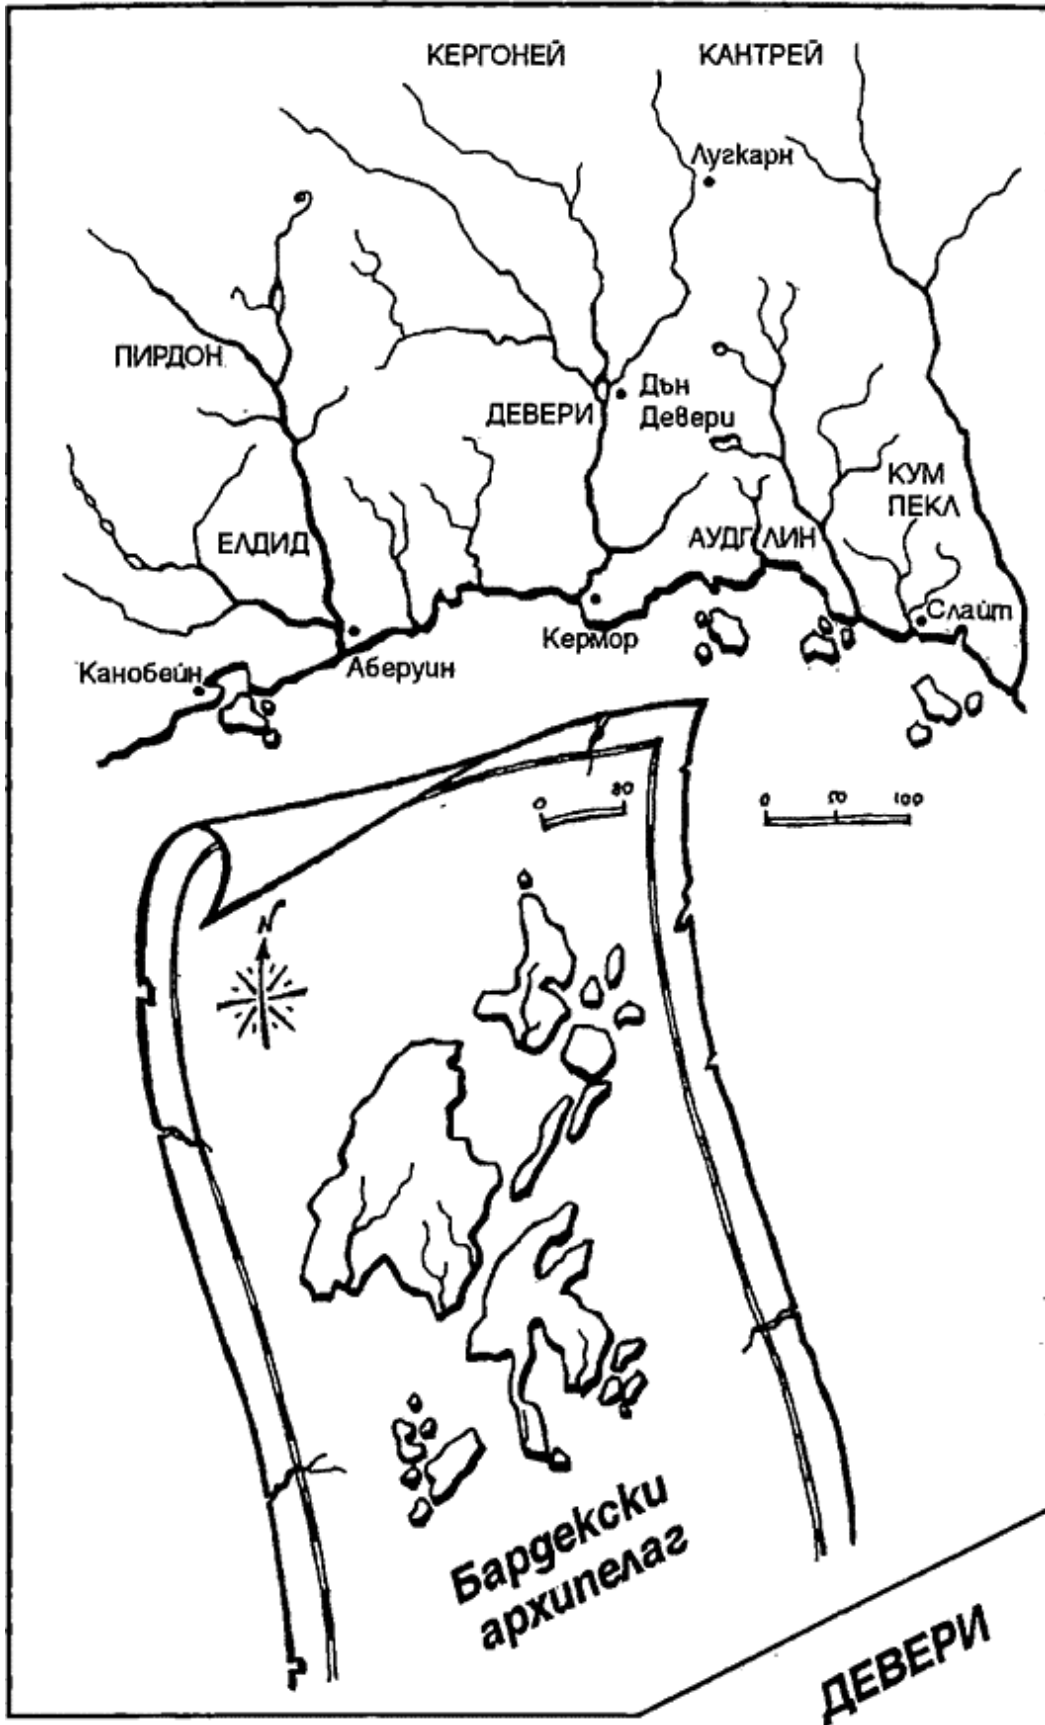 КЕРГОНЕЙ
КАНТРЕЙ
Лугкарн
ПИРДОН
Дън
Девери
ДЕВЕРИ
КУМ
ПЕКЛ
ЕЛДИД
АУДГЛИН
Слайт
Кермор
Канобейн
Аберуин
0 80
0 50 100
N
Бардекски
архипелаг
ДЕВЕРИ